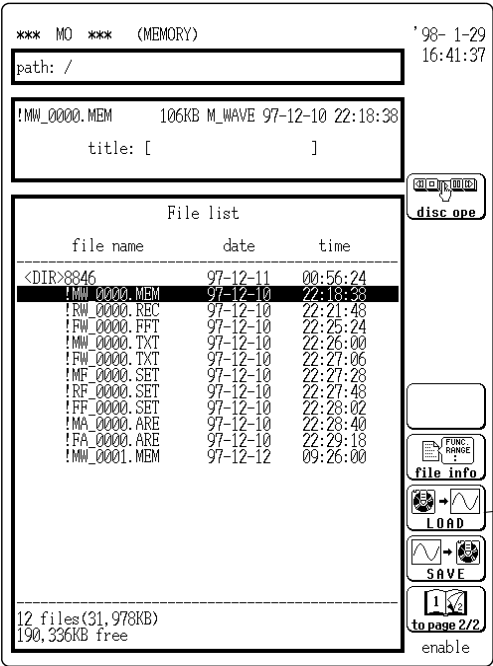 *** MO *** (MEMORY)
'98- 1-29
16:41:37
path: /
!MW_0000.MEM 106KB M_WAVE 97-12-10 22:18:38
title: [ ]
disc ope
File list
file name date time
<DIR>8846 97-12-11 00:56:24
!MW_0000.MEM 97-12-10 22:18:38
!RW_0000.REC 97-12-10 22:21:48
!FW_0000.FFT 97-12-10 22:25:24
!MW_0000.TXT 97-12-10 22:26:00
!FW_0000.TXT 97-12-10 22:27:06
!MF_0000.SET 97-12-10 22:27:28
!RF_0000.SET 97-12-10 22:27:48
!FF_0000.SET 97-12-10 22:28:02
!MA_0000.ARE 97-12-10 22:28:40
!FA_0000.ARE 97-12-10 22:29:18
!MW_0001.MEM 97-12-12 09:26:00
FUNC.
RANGE
:
file info
LOAD
SAVE
1 2
to page 2/2
12 files(31,978KB)
190,336KB free
enable